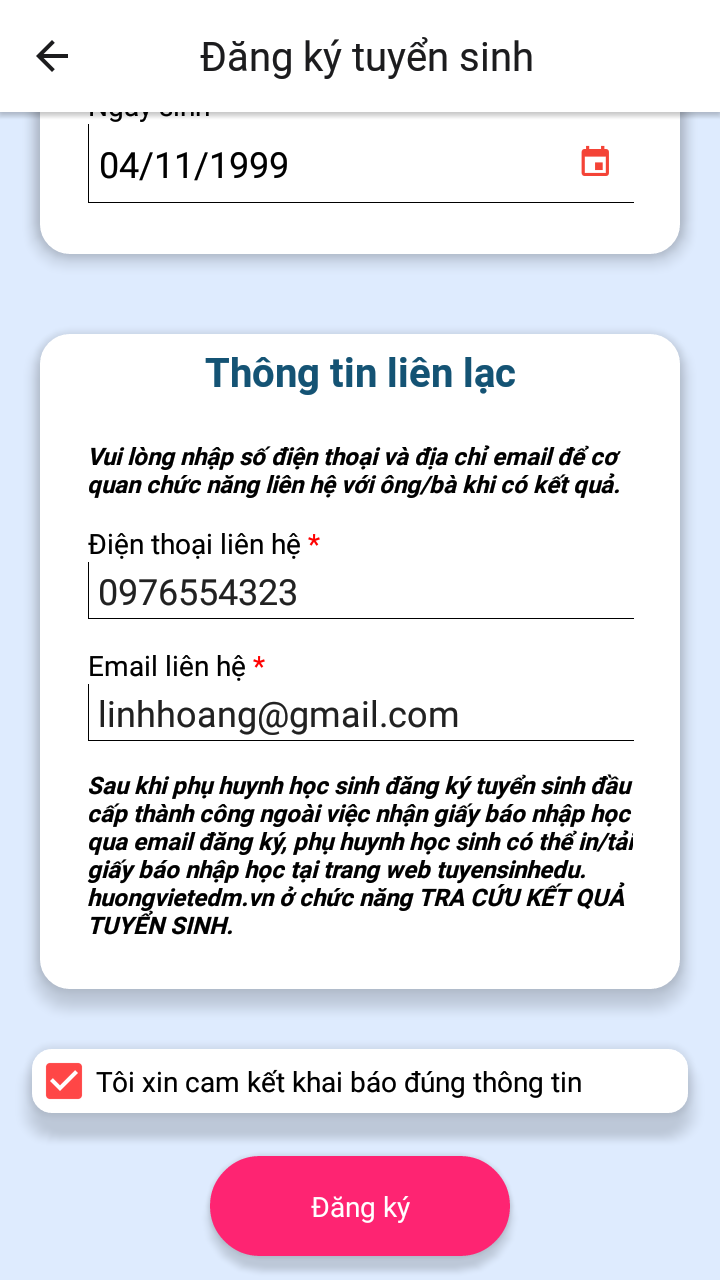 Đăng ký tuyển sinh
Ngày sinh
04/11/1999
Thông tin liên lạc
Vui lòng nhập số điện thoại và địa chỉ email để cơ
quan chức năng liên hệ với ông/bà khi có kết quả.
Điện thoại liên hệ *
0976554323
Email liên hệ *
linhhoang@gmail.com
Sau khi phụ huynh học sinh đăng ký tuyển sinh đầu
cấp thành công ngoài việc nhận giấy báo nhập học
qua email đăng ký, phụ huynh học sinh có thể in/tải
giấy báo nhập học tại trang web tuyensinhedu.
huongvietedm.vn ở chức năng TRA CỨU KẾT QUẢ
TUYỂN SINH.
Tôi xin cam kết khai báo đúng thông tin
Đăng ký